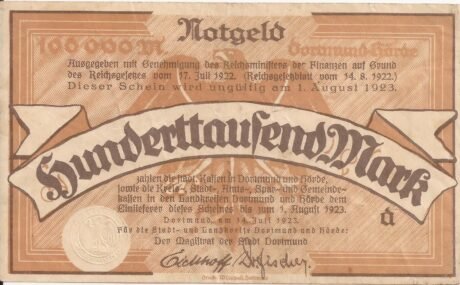 Notgeld
100 000 M Dortmund-Hörde
Ausgegeben mit Genehmigung des Reichsministers der Finanzen auf Grund
des Reichsgesetzes vom 17. Juli 1922. (Reichsgesetzblatt vom 14. 8. 1922.)
Dieser Schein wird ungültig am 1. August 1923.
Hunderttausend Mark
zahlen die städt. Kassen in Dortmund und Hörde,
sowie die Kreis-, Stadt-, Amts-, Spar- und Gemeinde-
kassen in den Landkreisen Dortmund und Hörde dem
Einlieferer dieses Scheines bis zum 1. August 1923.
Dortmund, am 14. Juli 1923.
Für die Stadt- und Landkreise Dortmund und Hörde:
Der Magistrat der Stadt Dortmund
Eichhoff